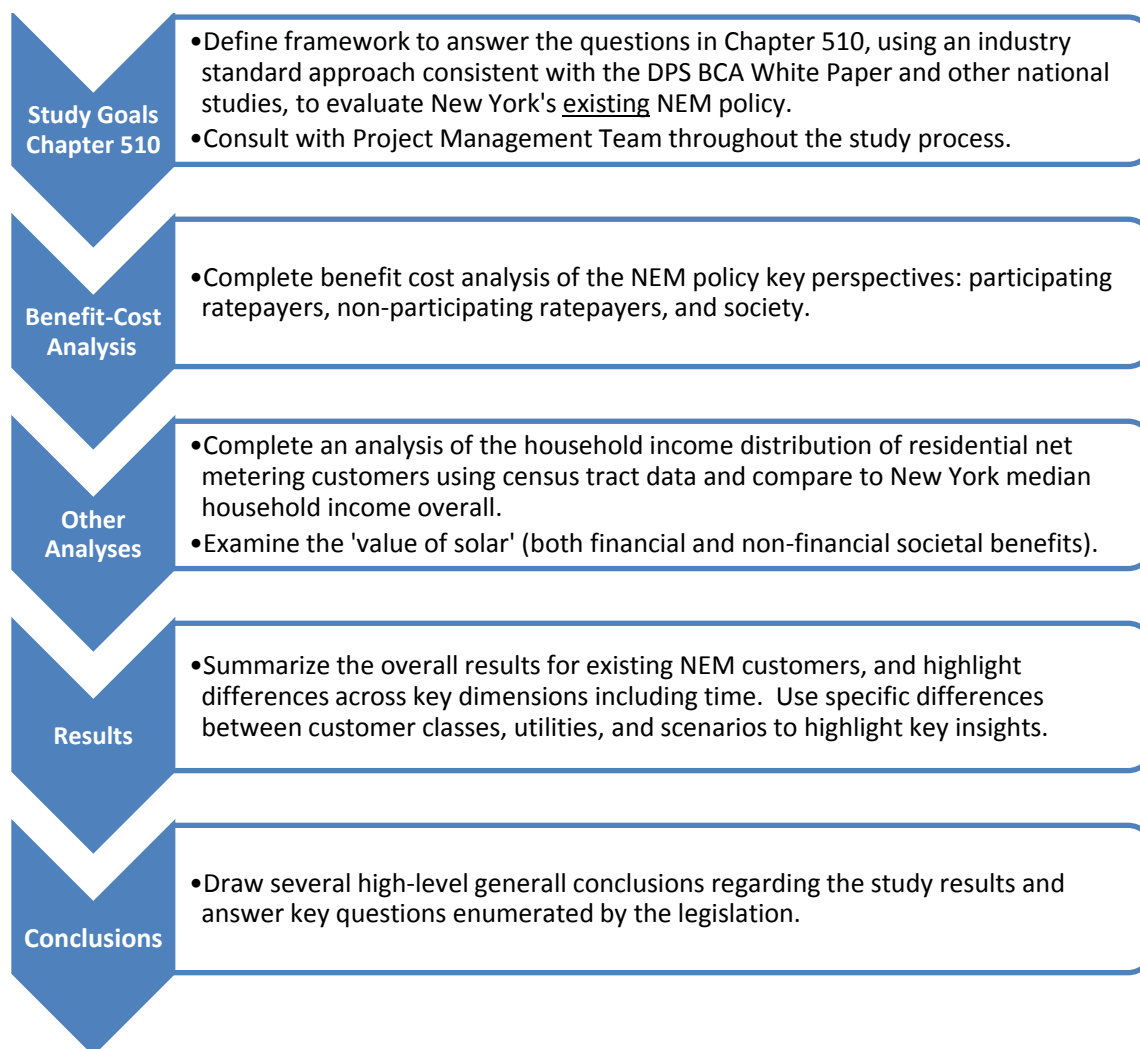 Study Goals
Chapter 510
•Define framework to answer the questions in Chapter 510, using an industry
standard approach consistent with the DPS BCA White Paper and other national
studies, to evaluate New York's existing NEM policy.
•Consult with Project Management Team throughout the study process.
Benefit-Cost
Analysis
•Complete benefit cost analysis of the NEM policy key perspectives: participating
ratepayers, non-participating ratepayers, and society.
Other
Analyses
•Complete an analysis of the household income distribution of residential net
metering customers using census tract data and compare to New York median
household income overall.
•Examine the 'value of solar' (both financial and non-financial societal benefits).
Results
•Summarize the overall results for existing NEM customers, and highlight
differences across key dimensions including time.  Use specific differences
between customer classes, utilities, and scenarios to highlight key insights.
Conclusions
•Draw several high-level generall conclusions regarding the study results and
answer key questions enumerated by the legislation.